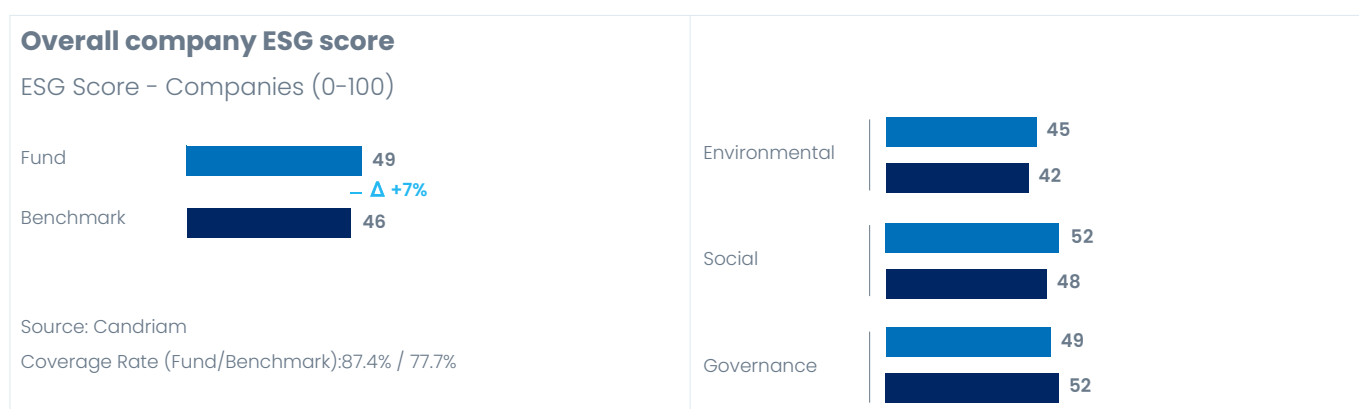 Overall company ESG score
ESG Score - Companies (0-100)
Fund
49
Δ +7%
Benchmark
46
Source: Candriam
Coverage Rate (Fund/Benchmark):87.4% / 77.7%
Environmental
45
42
Social
52
48
Governance
49
52